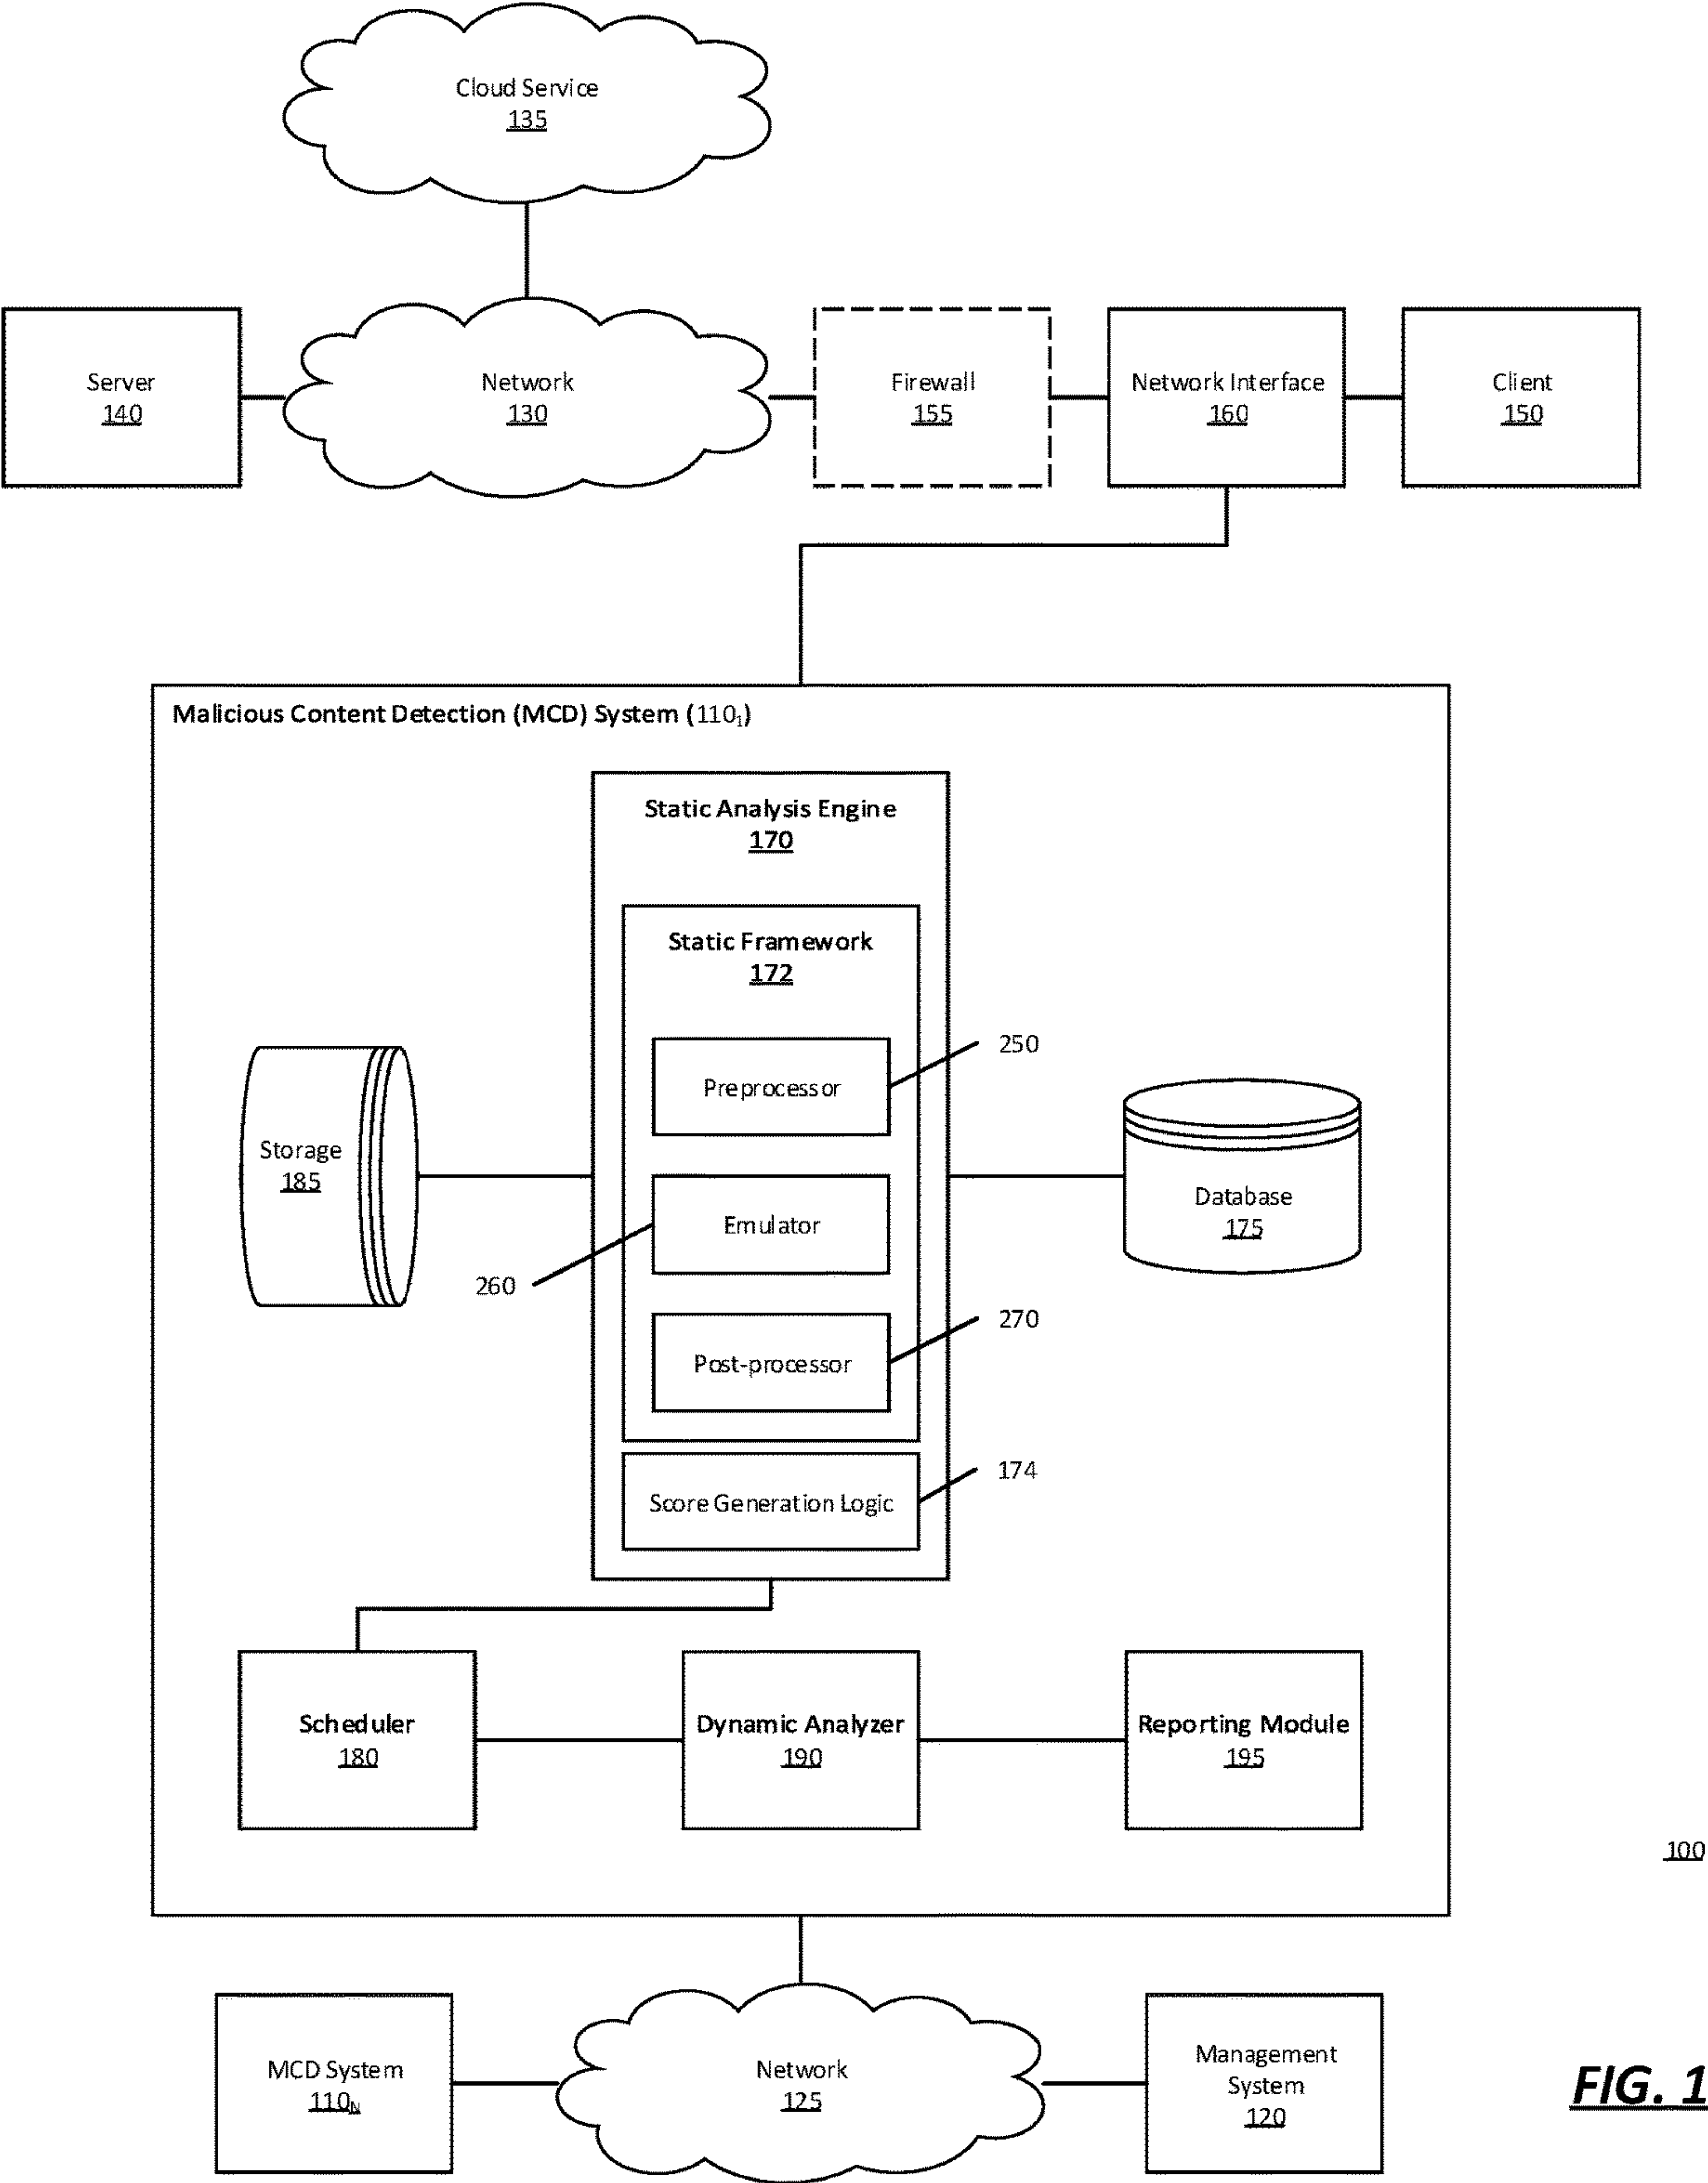 Cloud Service
135
Server
140
Network
130
Firewall
155
Network Interface
160
Client
150
Malicious Content Detection (MCD) System (110₁)
Static Analysis Engine
170
Static Framework
172
250
Preprocessor
Storage
185
Database
175
Emulator
260
270
Post-processor
174
Score Generation Logic
Scheduler
180
Dynamic Analyzer
190
Reporting Module
195
100
MCD System
110N
Network
125
Management
System
120
FIG. 1